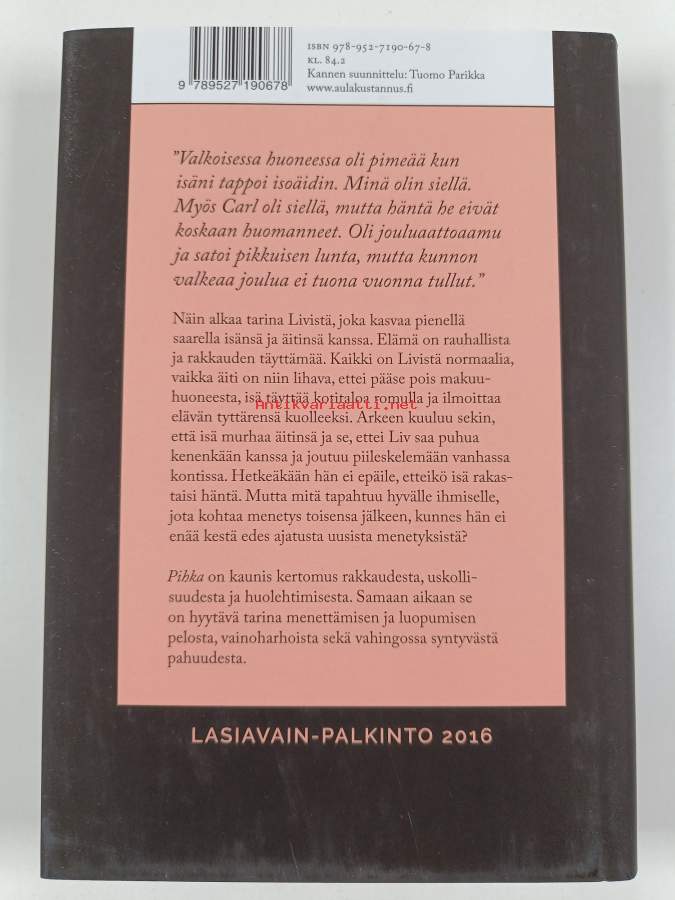 ISBN 978-952-7190-67-8
KL. 84.2
Kannen suunnittelu: Tuomo Parikka
www.aulakustannus.fi
9 789527 190678
”Valkoisessa huoneessa oli pimeää kun
isäni tappoi isoäidin. Minä olin siellä.
Myös Carl oli siellä, mutta häntä he eivät
koskaan huomanneet. Oli jouluaattoaamu
ja satoi pikkuisen lunta, mutta kunnon
valkeaa joulua ei tuona vuonna tullut.”
Näin alkaa tarina Livistä, joka kasvaa pienellä
saarella isänsä ja äitinsä kanssa. Elämä on rauhallista
ja rakkauden täyttämää. Kaikki on Livistä normaalia,
vaikka äiti on niin lihava, ettei pääse pois makuu-
huoneesta, isä täyttää kotitaloa romulla ja ilmoittaa
Antikvariaatti.net
elävän tyttärensä kuolleeksi. Arkeen kuuluu sekin,
että isä murhaa äitinsä ja se, ettei Liv saa puhua
kenenkään kanssa ja joutuu piileskelemään vanhassa
kontissa. Hetkeäkään hän ei epäile, etteikö isä rakas-
taisi häntä. Mutta mitä tapahtuu hyvälle ihmiselle,
jota kohtaa menetys toisensa jälkeen, kunnes hän ei
enää kestä edes ajatusta uusista menetyksistä?
Pihka on kaunis kertomus rakkaudesta, uskolli-
suudesta ja huolehtimisesta. Samaan aikaan se
on hyytävä tarina menettämisen ja luopumisen
pelosta, vainoharhoista sekä vahingossa syntyvästä
pahuudesta.
LASIAVAIN-PALKINTO 2016